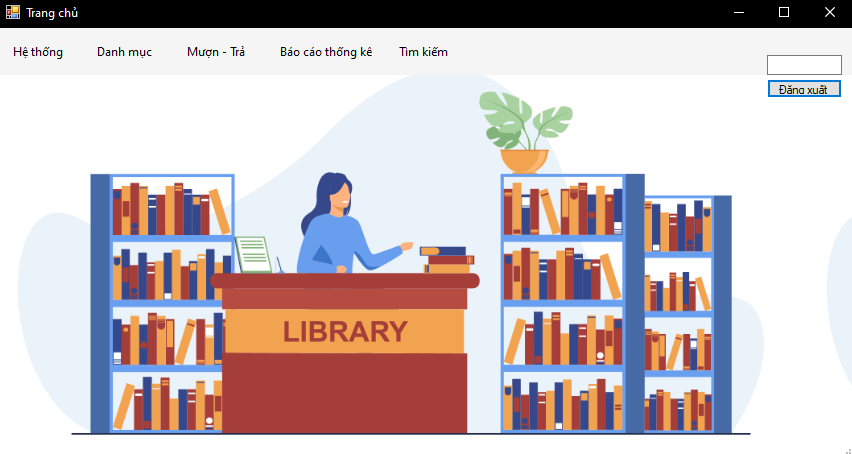 Trang chủ
Hệ thống Danh mục Mượn - Trả Báo cáo thống kê Tìm kiếm
Đăng xuất
LIBRARY